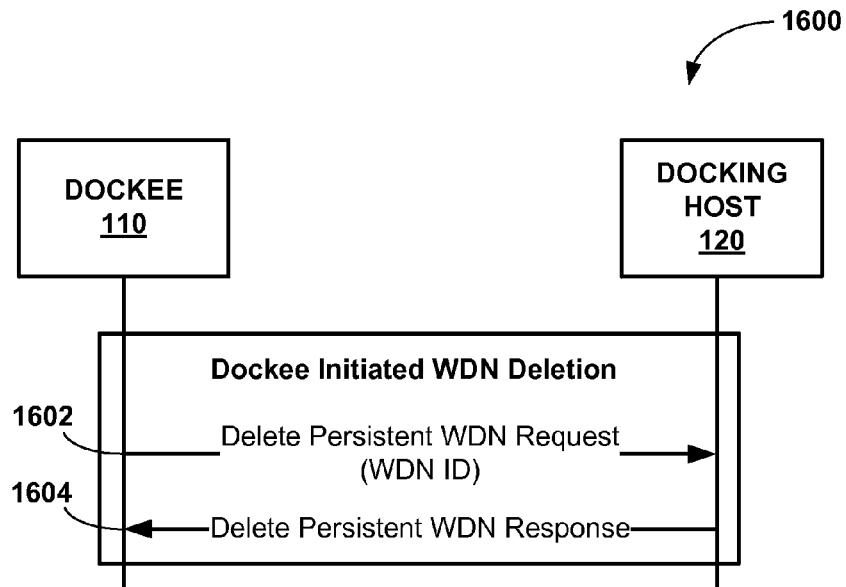 1600
DOCKEE
110
DOCKING
HOST
120
Dockee Initiated WDN Deletion
1602
Delete Persistent WDN Request
(WDN ID)
1604
Delete Persistent WDN Response